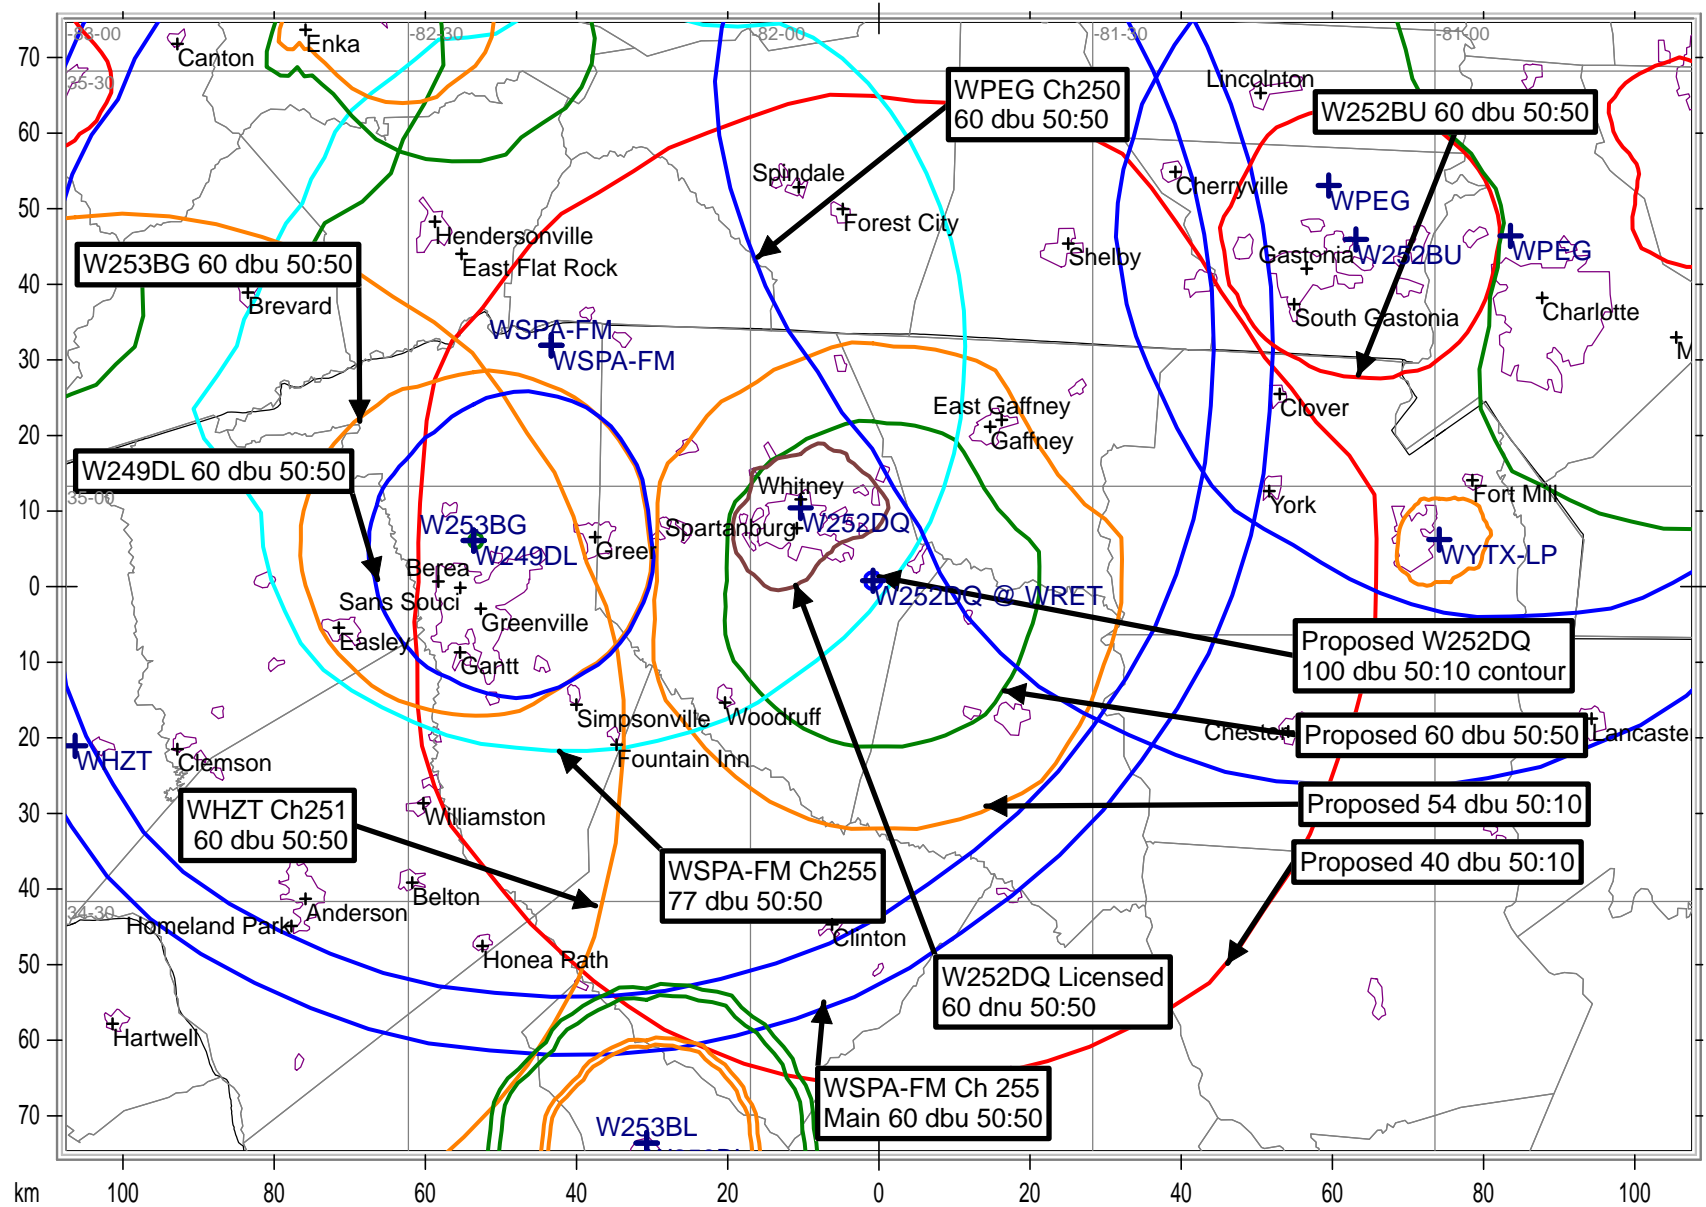 -83-00
-82-30
-82-00
-81-30
-81-00
70
Canton
Enka
35-30
Lincolnton
WPEG Ch250
60 dbu 50:50
W252BU 60 dbu 50:50
60
Spindale
Cherryville
WPEG
50
Forest City
Hendersonville
East Flat Rock
Shelby
Gastonia
W252BU
WPEG
W253BG 60 dbu 50:50
40
Brevard
South Gastonia
Charlotte
WSPA-FM
WSPA-FM
30
M
East Gaffney
Gaffney
Clover
20
W249DL 60 dbu 50:50
35-00
Whitney
York
Fort Mill
10
W253BG
Spartanburg
W252DQ
W249DL
Greer
WYTX-LP
Berea
0
Sans Souci
W252DQ @ WRET
Greenville
Easley
Proposed W252DQ
100 dbu 50:10 contour
10
Gantt
Simpsonville
Woodruff
Chester
Proposed 60 dbu 50:50
Lancaste
20
WHZT
Clemson
Fountain Inn
WHZT Ch251
60 dbu 50:50
Williamston
Proposed 54 dbu 50:10
30
WSPA-FM Ch255
77 dbu 50:50
Proposed 40 dbu 50:10
40
Belton
34-30
Anderson
Homeland Park
Clinton
Honea Path
50
W252DQ Licensed
60 dnu 50:50
Hartwell
60
WSPA-FM Ch 255
Main 60 dbu 50:50
70
W253BL
km
100
80
60
40
20
0
20
40
60
80
100